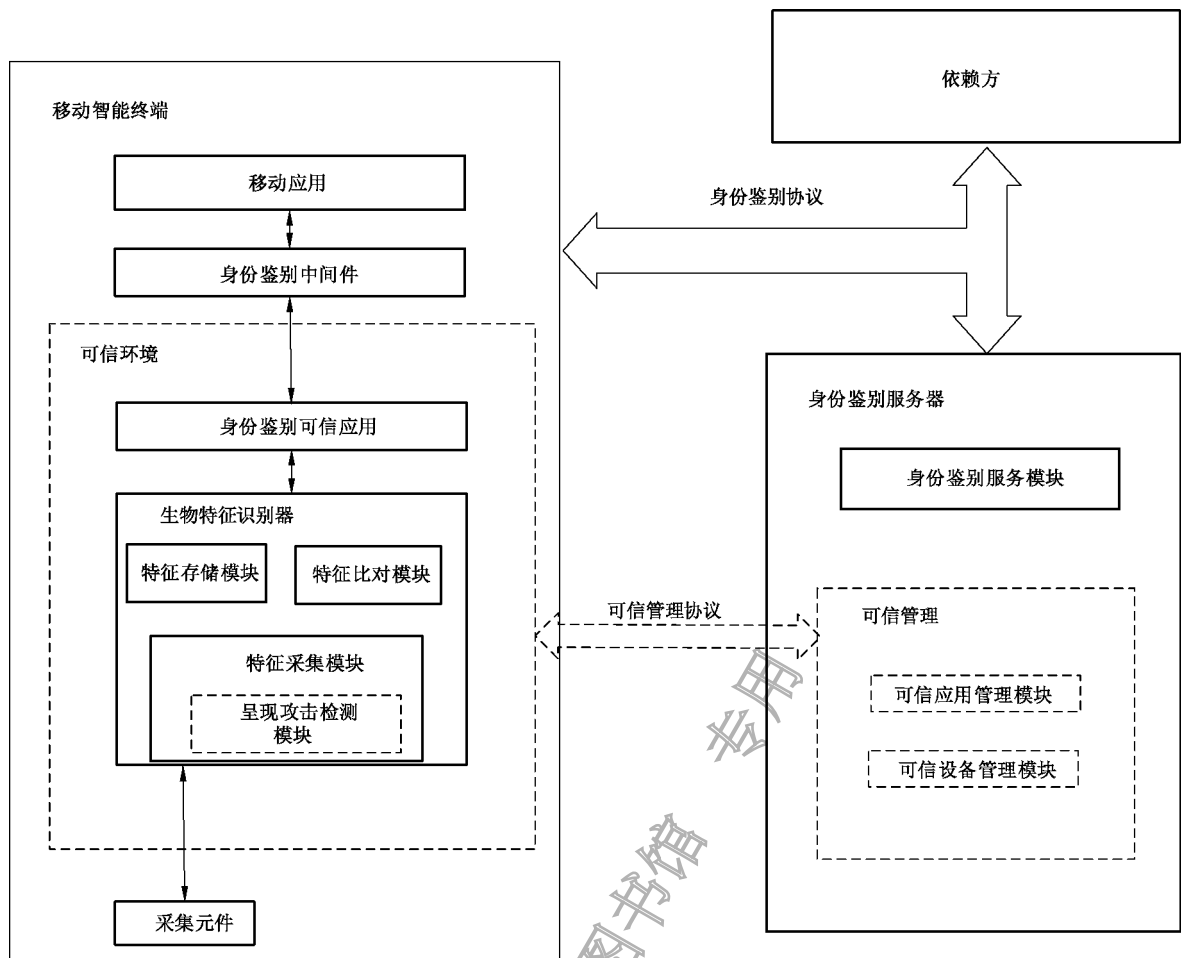 依赖方
移动智能终端
移动应用
身份鉴别协议
身份鉴别中间件
可信环境
身份鉴别可信应用
生物特征识别器
特征存储模块
特征比对模块
特征采集模块
呈现攻击检测
模块
采集元件
可信管理协议
身份鉴别服务器
身份鉴别服务模块
可信管理
可信应用管理模块
可信设备管理模块
图书馆 专用